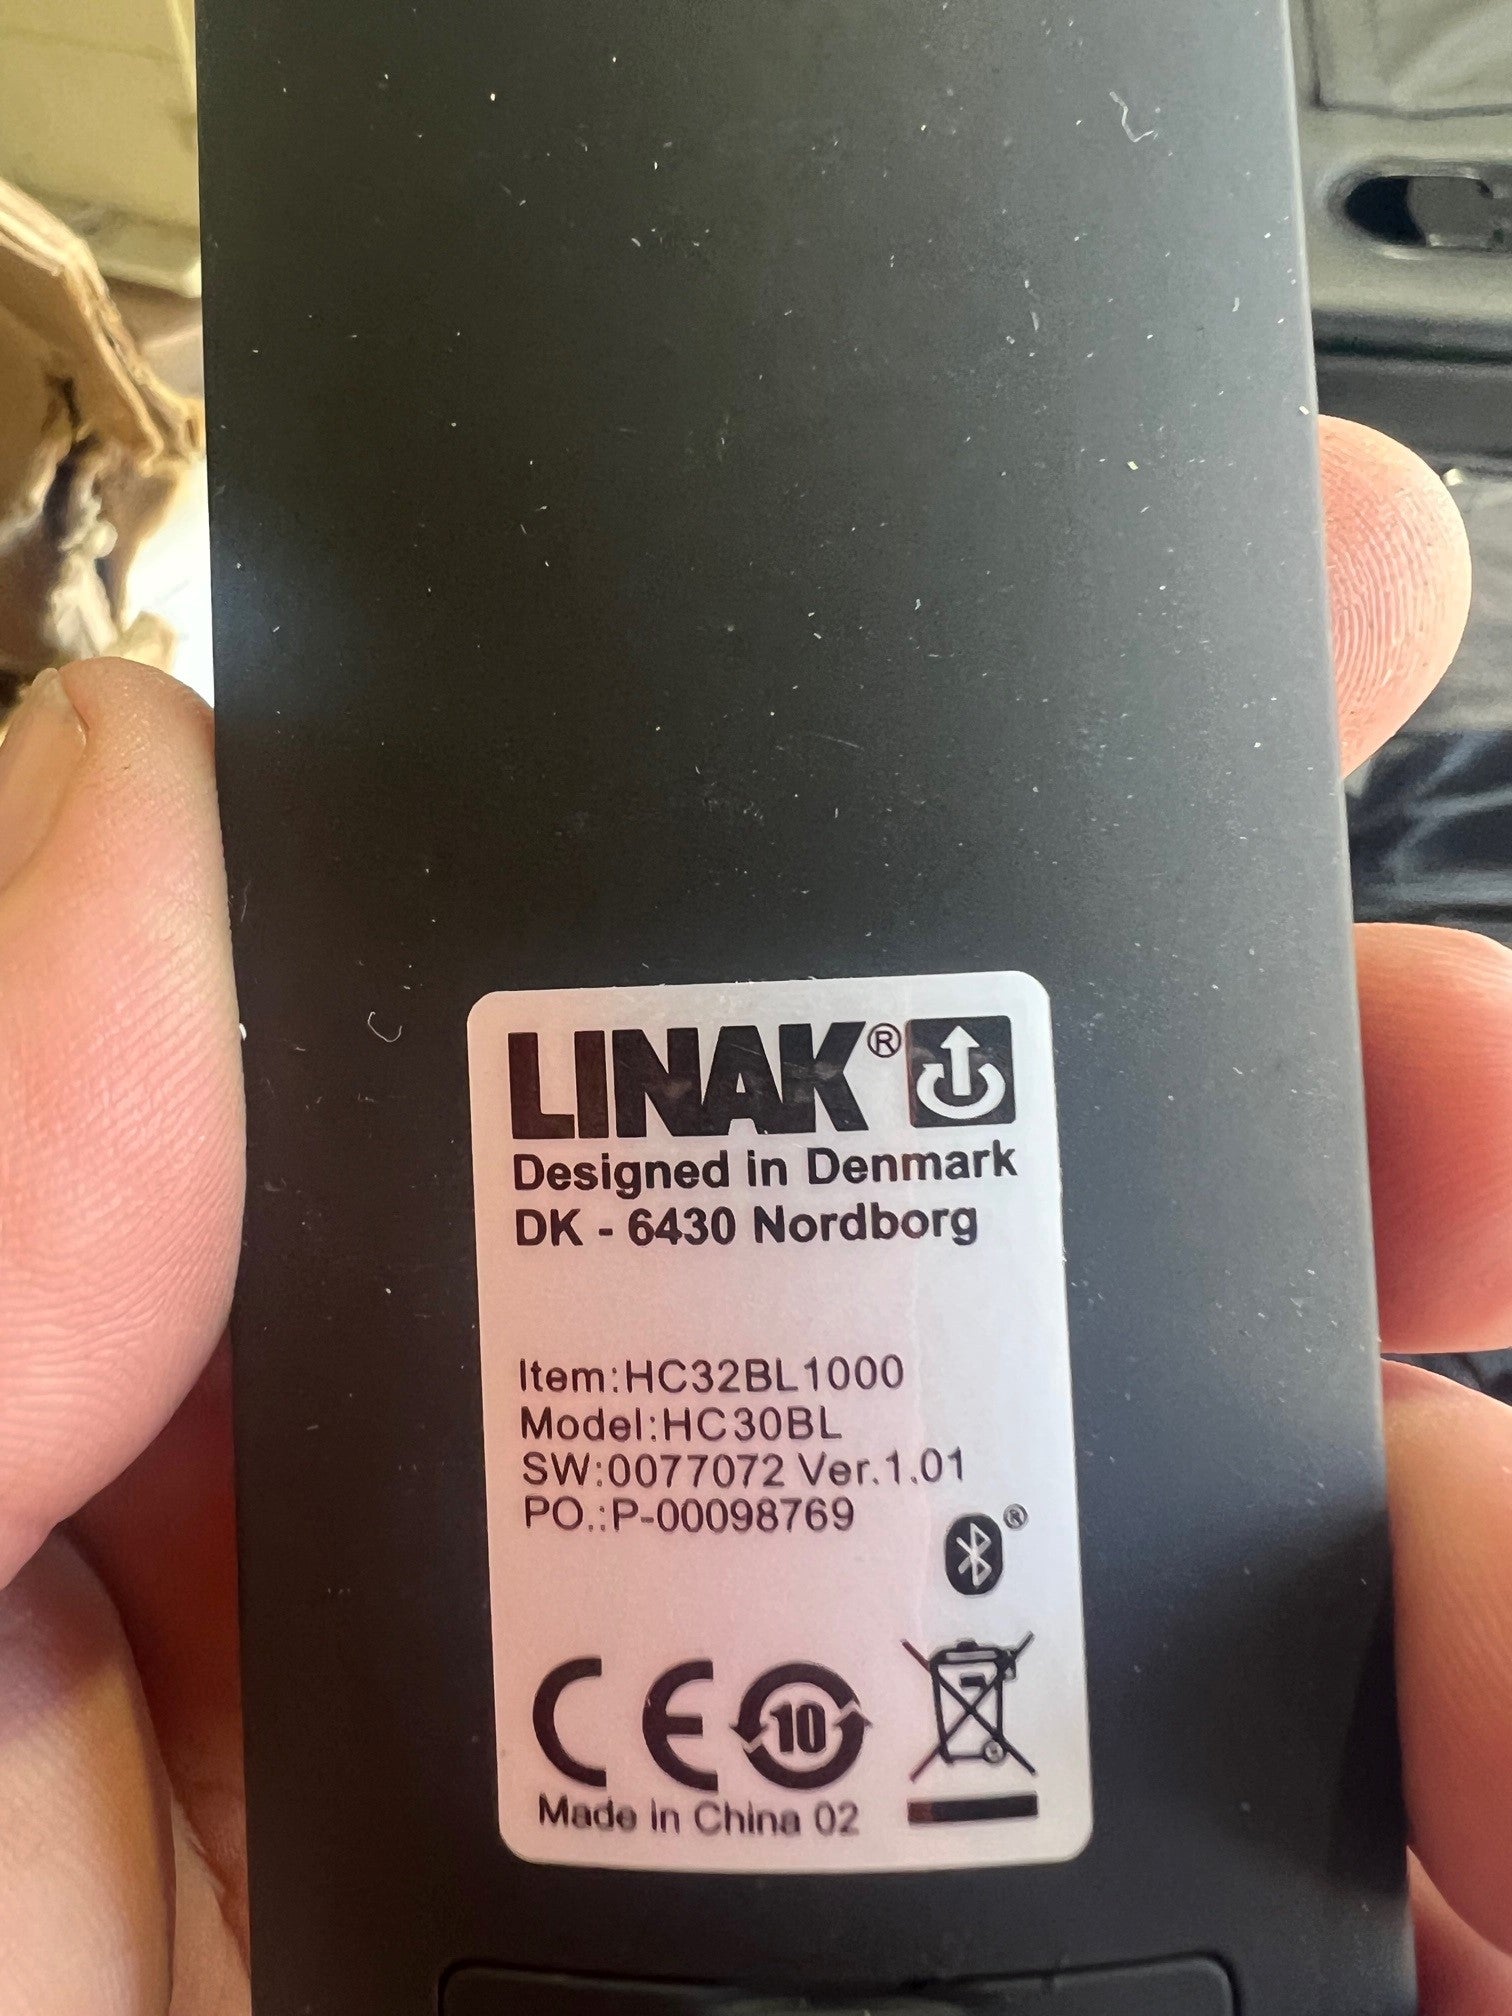 LINAK®
Designed in Denmark
DK - 6430 Nordborg
Item:HC32BL1000
Model:HC30BL
SW:0077072 Ver.1.01
PO.:P-00098769
®
CE 10
Made in China 02